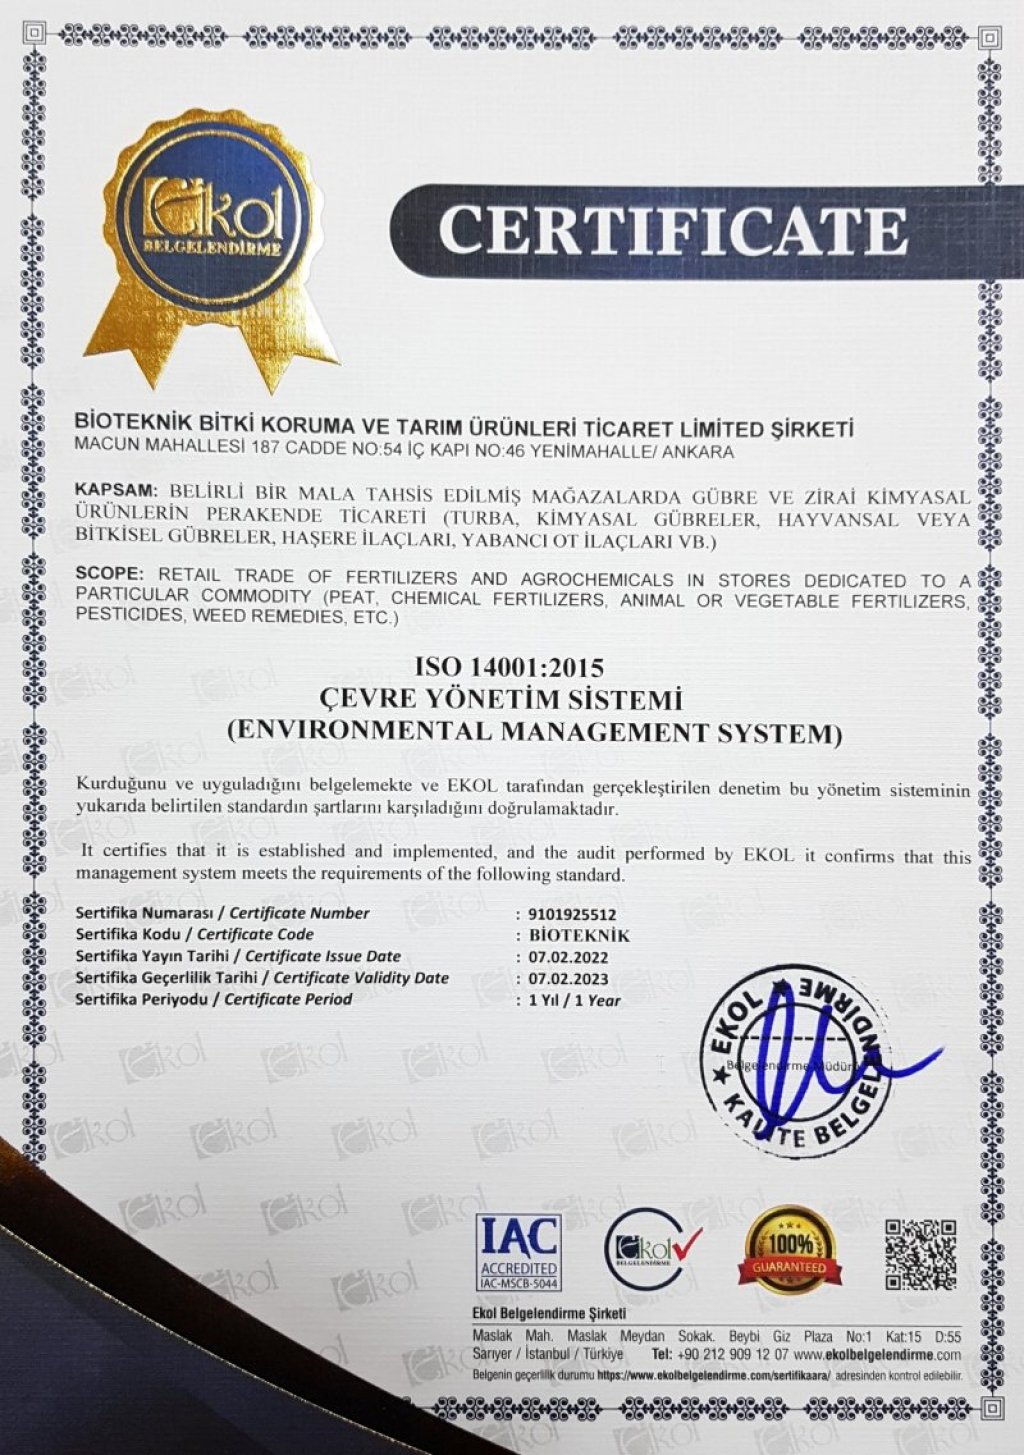 Ekol
BELGELENDİRME
CERTIFICATE
BİOTEKNİK BİTKİ KORUMA VE TARIM ÜRÜNLERİ TİCARET LİMİTED ŞİRKETİ
MACUN MAHALLESİ 187 CADDE NO:54 İÇ KAPI NO:46 YENİMAHALLE/ ANKARA
KAPSAM: BELİRLİ BİR MALA TAHSİS EDİLMİŞ MAĞAZALARDA GÜBRE VE ZİRAİ KİMYASAL
ÜRÜNLERİN PERAKENDE TİCARETİ (TURBA, KİMYASAL GÜBRELER, HAYVANSAL VEYA
BİTKİSEL GÜBRELER, HAŞERE İLAÇLARI, YABANCI OT İLAÇLARI VB.)
SCOPE: RETAIL TRADE OF FERTILIZERS AND AGROCHEMICALS IN STORES DEDICATED TO A
PARTICULAR COMMODITY (PEAT, CHEMICAL FERTILIZERS, ANIMAL OR VEGETABLE FERTILIZERS,
PESTICIDES, WEED REMEDIES, ETC.)
ISO 14001:2015
ÇEVRE YÖNETİM SİSTEMİ
(ENVIRONMENTAL MANAGEMENT SYSTEM)
Kurduğunu ve uyguladığını belgelemekte ve EKOL tarafından gerçekleştirilen denetim bu yönetim sisteminin
yukarıda belirtilen standardın şartlarını karşıladığını doğrulamaktadır.
It certifies that it is established and implemented, and the audit performed by EKOL it confirms that this
management system meets the requirements of the following standard.
Sertifika Numarası / Certificate Number : 9101925512
Sertifika Kodu / Certificate Code : BİOTEKNİK
Sertifika Yayın Tarihi / Certificate Issue Date : 07.02.2022
Sertifika Geçerlilik Tarihi / Certificate Validity Date : 07.02.2023
Sertifika Periyodu / Certificate Period : 1 Yıl / 1 Year
★ EKOL ★ BELGELENDİRME
Belgelendirme Müdürü
KALİTE BELGELENDİRME
IAC
ACCREDITED
IAC-MSCB-5044
Ekol
BELGELENDİRME
100%
GUARANTEED
Ekol Belgelendirme Şirketi
Maslak Mah. Maslak Meydan Sokak. Beybi Giz Plaza No:1 Kat:15 D:55
Sarıyer / İstanbul / Türkiye Tel: +90 212 909 12 07 www.ekolbelgelendirme.com
Belgenin geçerlilik durumu https://www.ekolbelgelendirme.com/sertifikaara/ adresinden kontrol edilebilir.